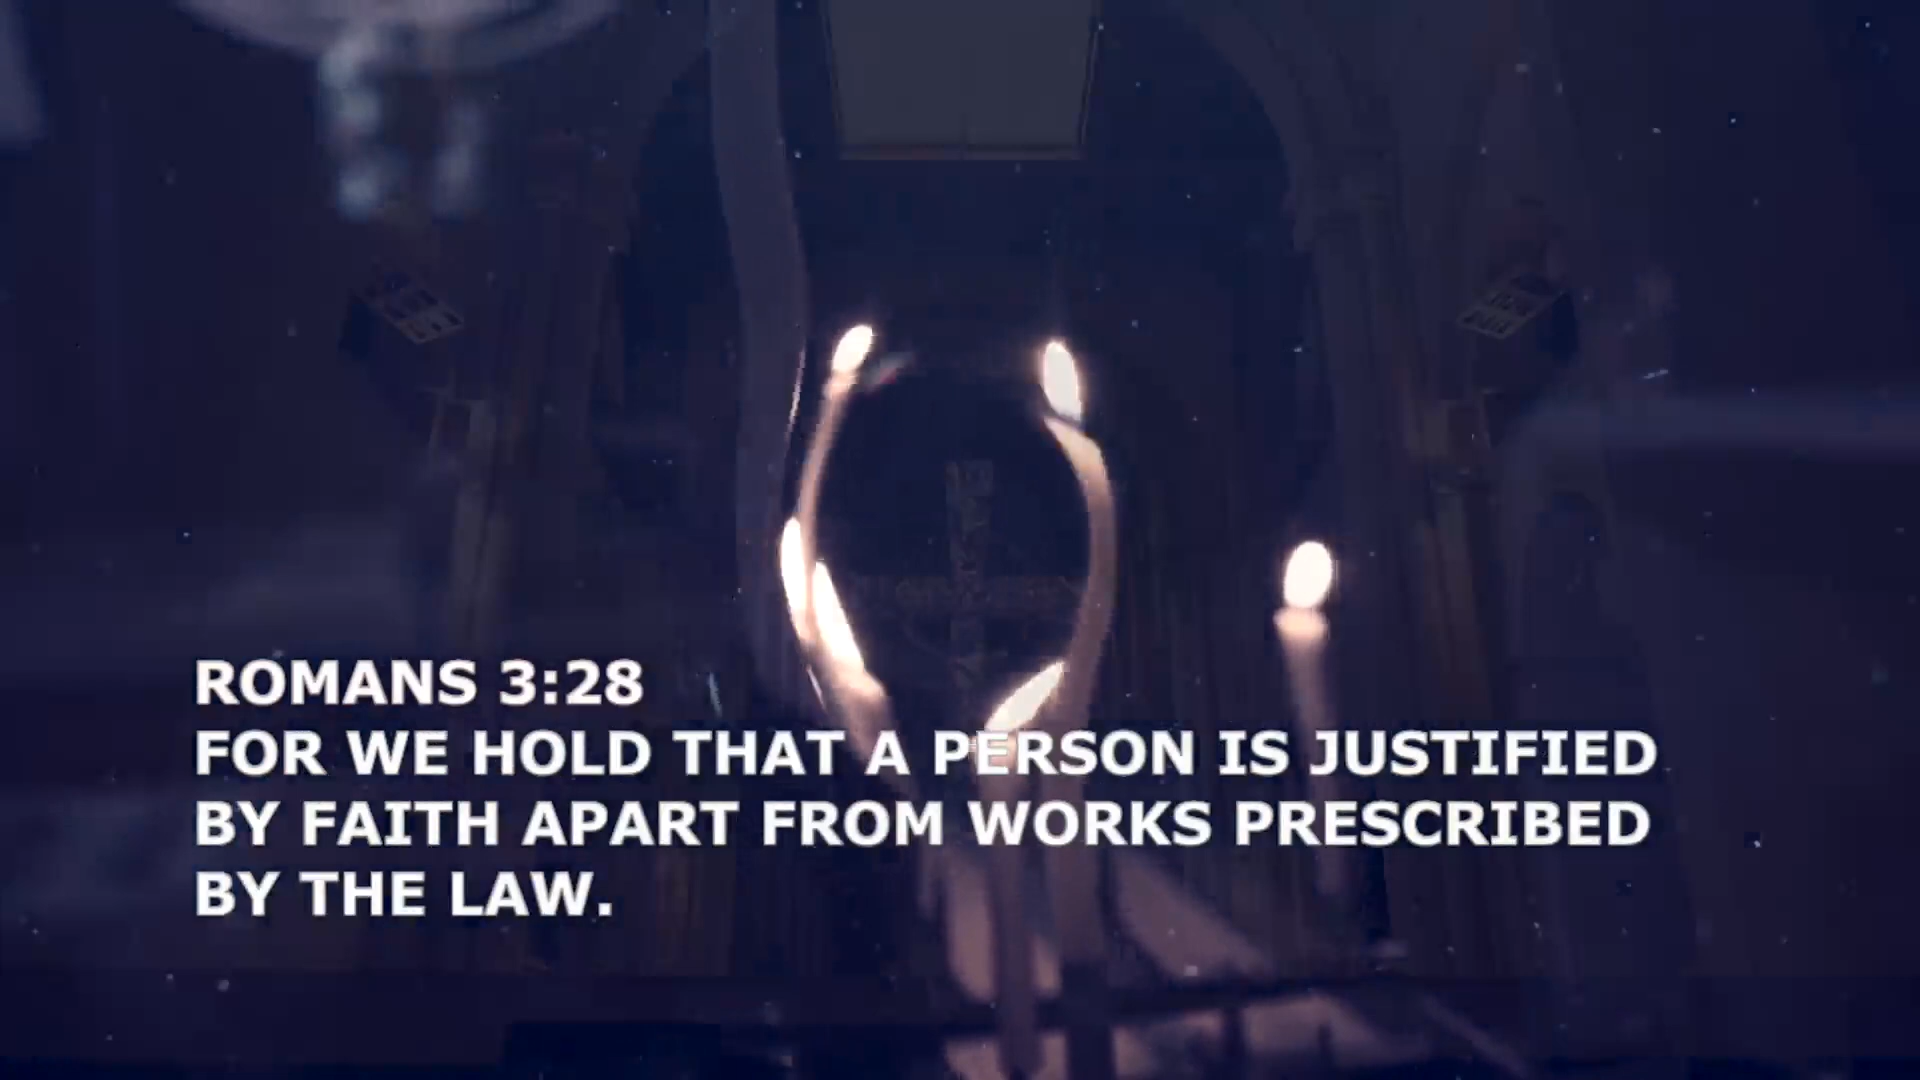 ROMANS 3:28
FOR WE HOLD THAT A PERSON IS JUSTIFIED
BY FAITH APART FROM WORKS PRESCRIBED
BY THE LAW.